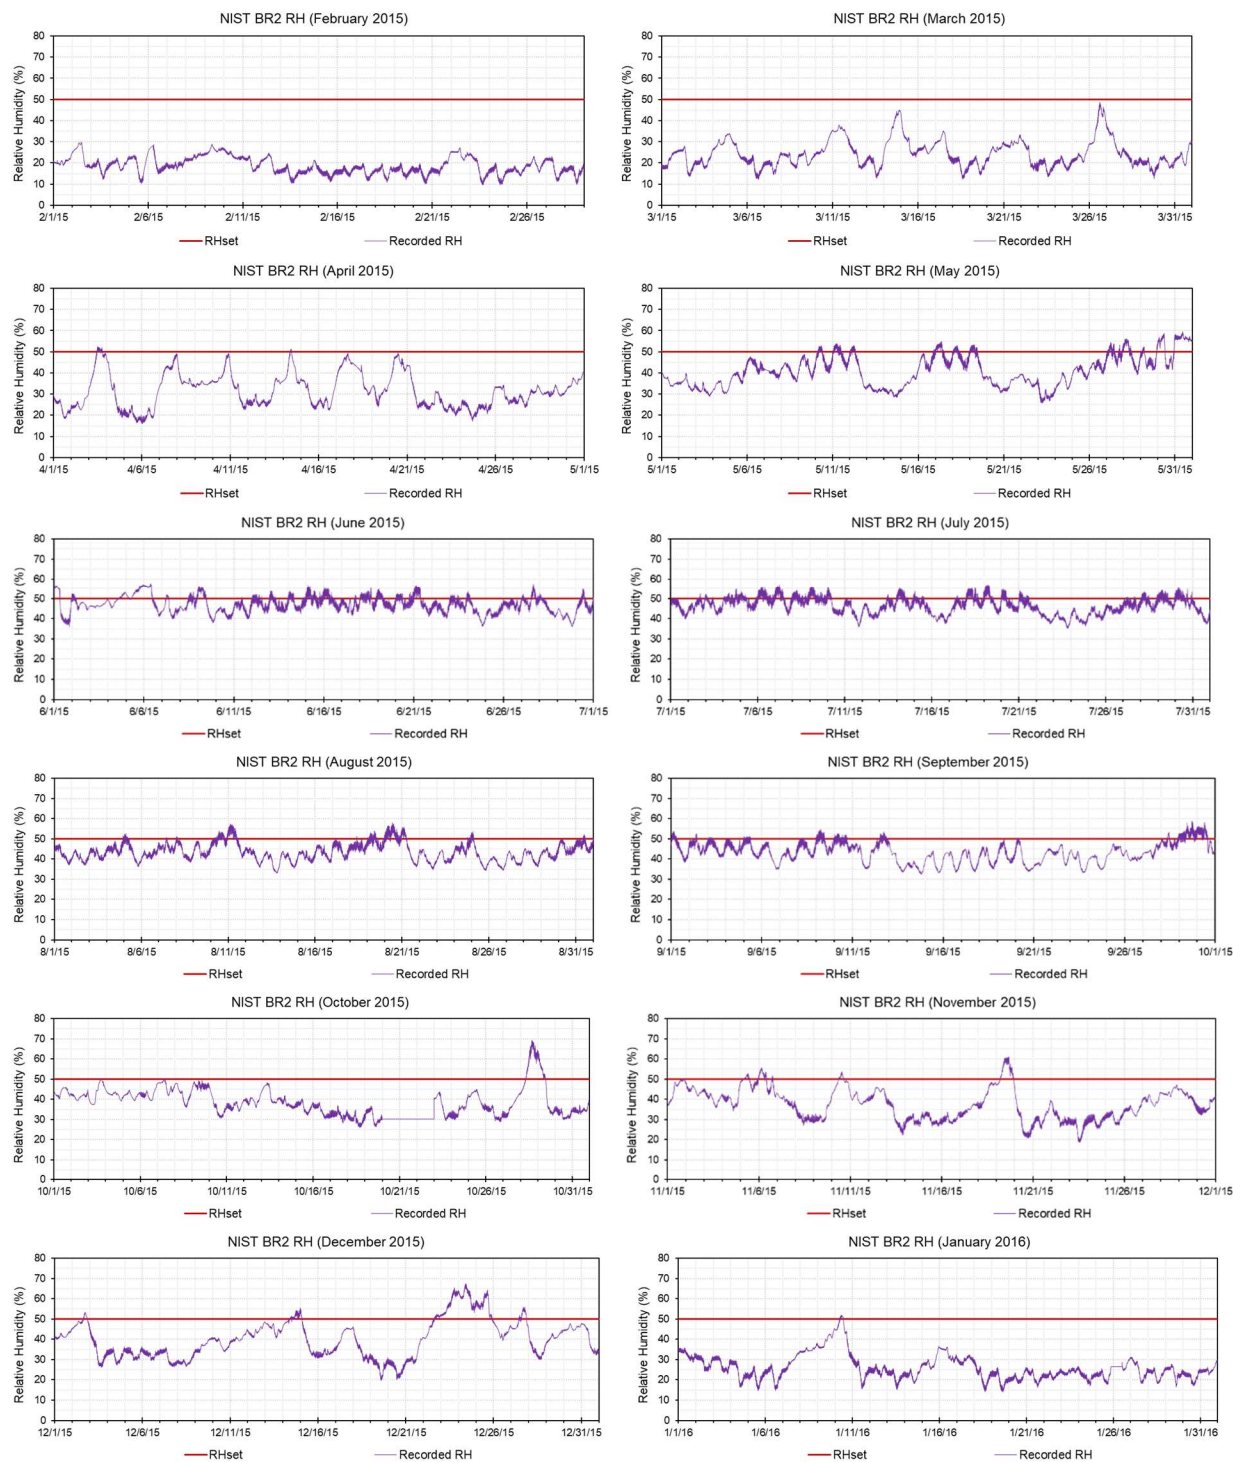 NIST BR2 RH (February 2015)
Relative Humidity (%)
80
70
60
50
40
30
20
10
0
2/1/15 2/6/15 2/11/15 2/16/15 2/21/15 2/26/15
RHset Recorded RH
NIST BR2 RH (March 2015)
Relative Humidity (%)
80
70
60
50
40
30
20
10
0
3/1/15 3/6/15 3/11/15 3/16/15 3/21/15 3/26/15 3/31/15
RHset Recorded RH
NIST BR2 RH (April 2015)
Relative Humidity (%)
80
70
60
50
40
30
20
10
0
4/1/15 4/6/15 4/11/15 4/16/15 4/21/15 4/26/15 5/1/15
RHset Recorded RH
NIST BR2 RH (May 2015)
Relative Humidity (%)
80
70
60
50
40
30
20
10
0
5/1/15 5/6/15 5/11/15 5/16/15 5/21/15 5/26/15 5/31/15
RHset Recorded RH
NIST BR2 RH (June 2015)
Relative Humidity (%)
80
70
60
50
40
30
20
10
0
6/1/15 6/6/15 6/11/15 6/16/15 6/21/15 6/26/15 7/1/15
RHset Recorded RH
NIST BR2 RH (July 2015)
Relative Humidity (%)
80
70
60
50
40
30
20
10
0
7/1/15 7/6/15 7/11/15 7/16/15 7/21/15 7/26/15 7/31/15
RHset Recorded RH
NIST BR2 RH (August 2015)
Relative Humidity (%)
80
70
60
50
40
30
20
10
0
8/1/15 8/6/15 8/11/15 8/16/15 8/21/15 8/26/15 8/31/15
RHset Recorded RH
NIST BR2 RH (September 2015)
Relative Humidity (%)
80
70
60
50
40
30
20
10
0
9/1/15 9/6/15 9/11/15 9/16/15 9/21/15 9/26/15 10/1/15
RHset Recorded RH
NIST BR2 RH (October 2015)
Relative Humidity (%)
80
70
60
50
40
30
20
10
0
10/1/15 10/6/15 10/11/15 10/16/15 10/21/15 10/26/15 10/31/15
RHset Recorded RH
NIST BR2 RH (November 2015)
Relative Humidity (%)
80
70
60
50
40
30
20
10
0
11/1/15 11/6/15 11/11/15 11/16/15 11/21/15 11/26/15 12/1/15
RHset Recorded RH
NIST BR2 RH (December 2015)
Relative Humidity (%)
80
70
60
50
40
30
20
10
0
12/1/15 12/6/15 12/11/15 12/16/15 12/21/15 12/26/15 12/31/15
RHset Recorded RH
NIST BR2 RH (January 2016)
Relative Humidity (%)
80
70
60
50
40
30
20
10
0
1/1/16 1/6/16 1/11/16 1/16/16 1/21/16 1/26/16 1/31/16
RHset Recorded RH